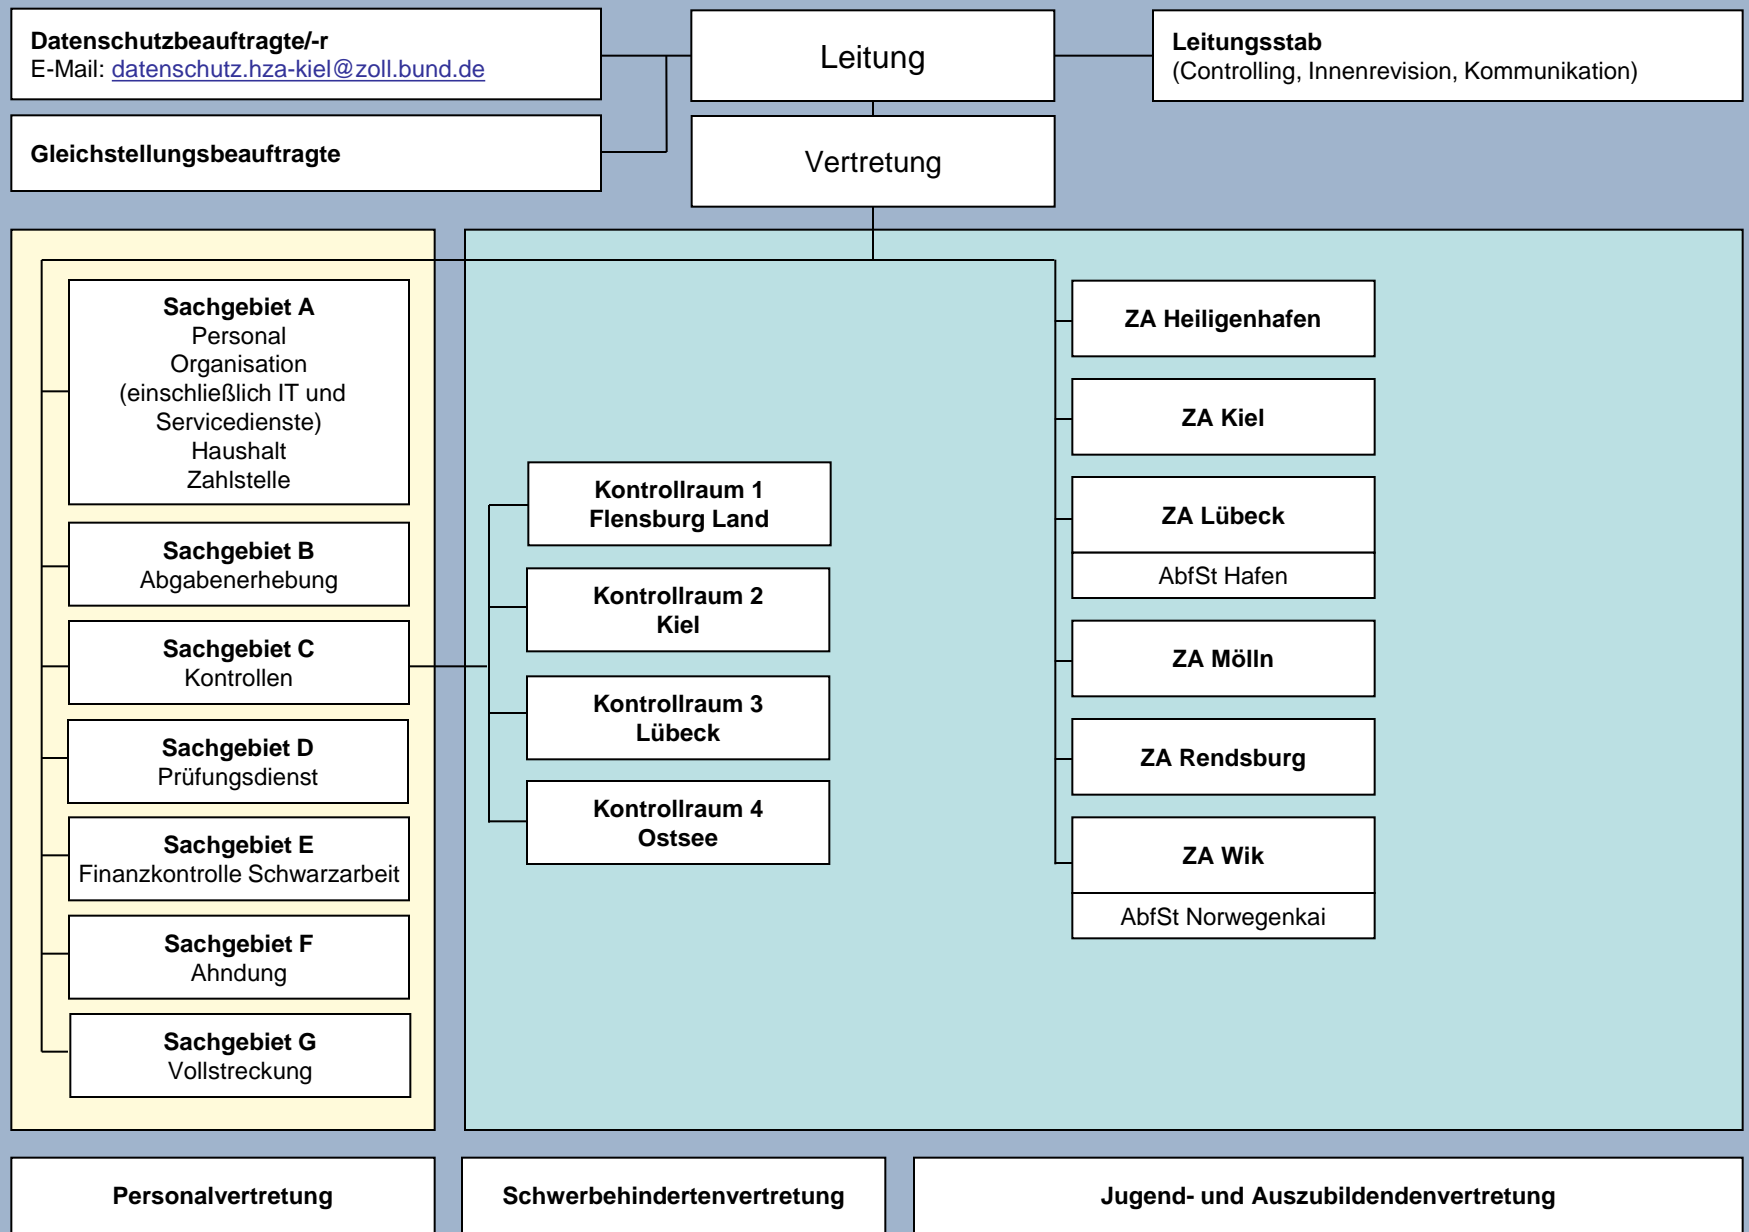 Datenschutzbeauftragte/-r
E-Mail: datenschutz.hza-kiel@zoll.bund.de
Leitung
Leitungsstab
(Controlling, Innenrevision, Kommunikation)
Gleichstellungsbeauftragte
Vertretung
Sachgebiet A
Personal
Organisation
(einschließlich IT und
Servicedienste)
Haushalt
Zahlstelle
Sachgebiet B
Abgabenerhebung
Sachgebiet C
Kontrollen
Sachgebiet D
Prüfungsdienst
Sachgebiet E
Finanzkontrolle Schwarzarbeit
Sachgebiet F
Ahndung
Sachgebiet G
Vollstreckung
Kontrollraum 1
Flensburg Land
Kontrollraum 2
Kiel
Kontrollraum 3
Lübeck
Kontrollraum 4
Ostsee
ZA Heiligenhafen
ZA Kiel
ZA Lübeck
AbfSt Hafen
ZA Mölln
ZA Rendsburg
ZA Wik
AbfSt Norwegenkai
Personalvertretung
Schwerbehindertenvertretung
Jugend- und Auszubildendenvertretung